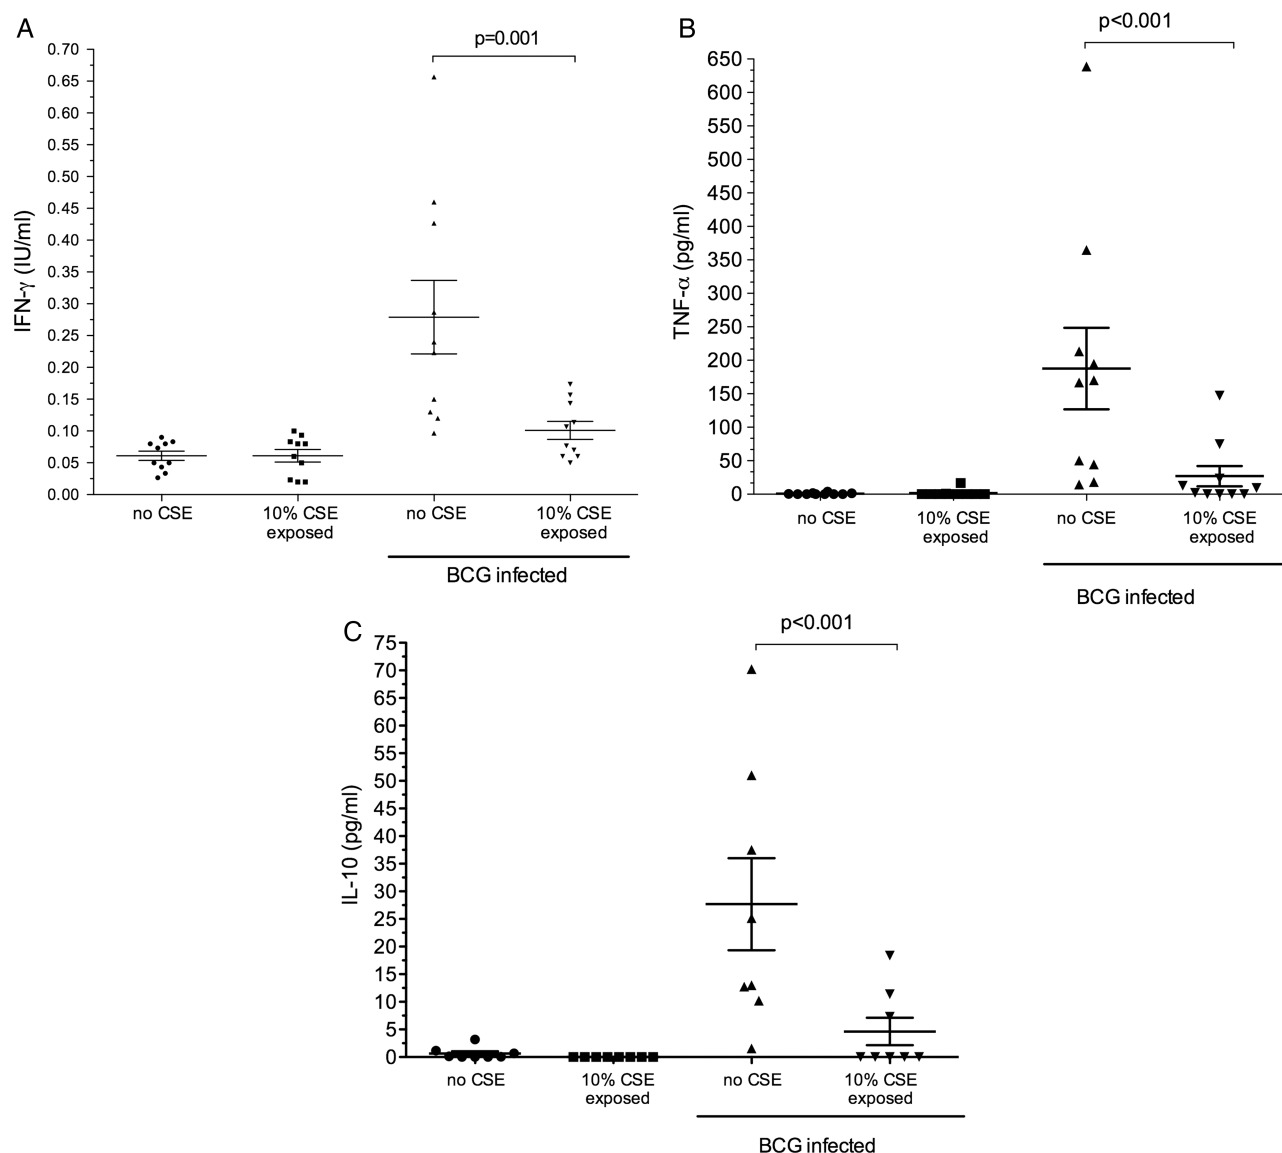 A
p=0.001
0.70
0.65
0.60
0.55
0.50
0.45
0.40
0.35
0.30
0.25
0.20
0.15
0.10
0.05
0.00
IFN-γ (IU/ml)
no CSE
10% CSE
exposed
no CSE
10% CSE
exposed
BCG infected
B
p<0.001
650
600
550
500
450
400
350
300
250
200
150
100
50
0
TNF-α (pg/ml)
no CSE
10% CSE
exposed
no CSE
10% CSE
exposed
BCG infected
C
p<0.001
75
70
65
60
55
50
45
40
35
30
25
20
15
10
5
0
IL-10 (pg/ml)
no CSE
10% CSE
exposed
no CSE
10% CSE
exposed
BCG infected